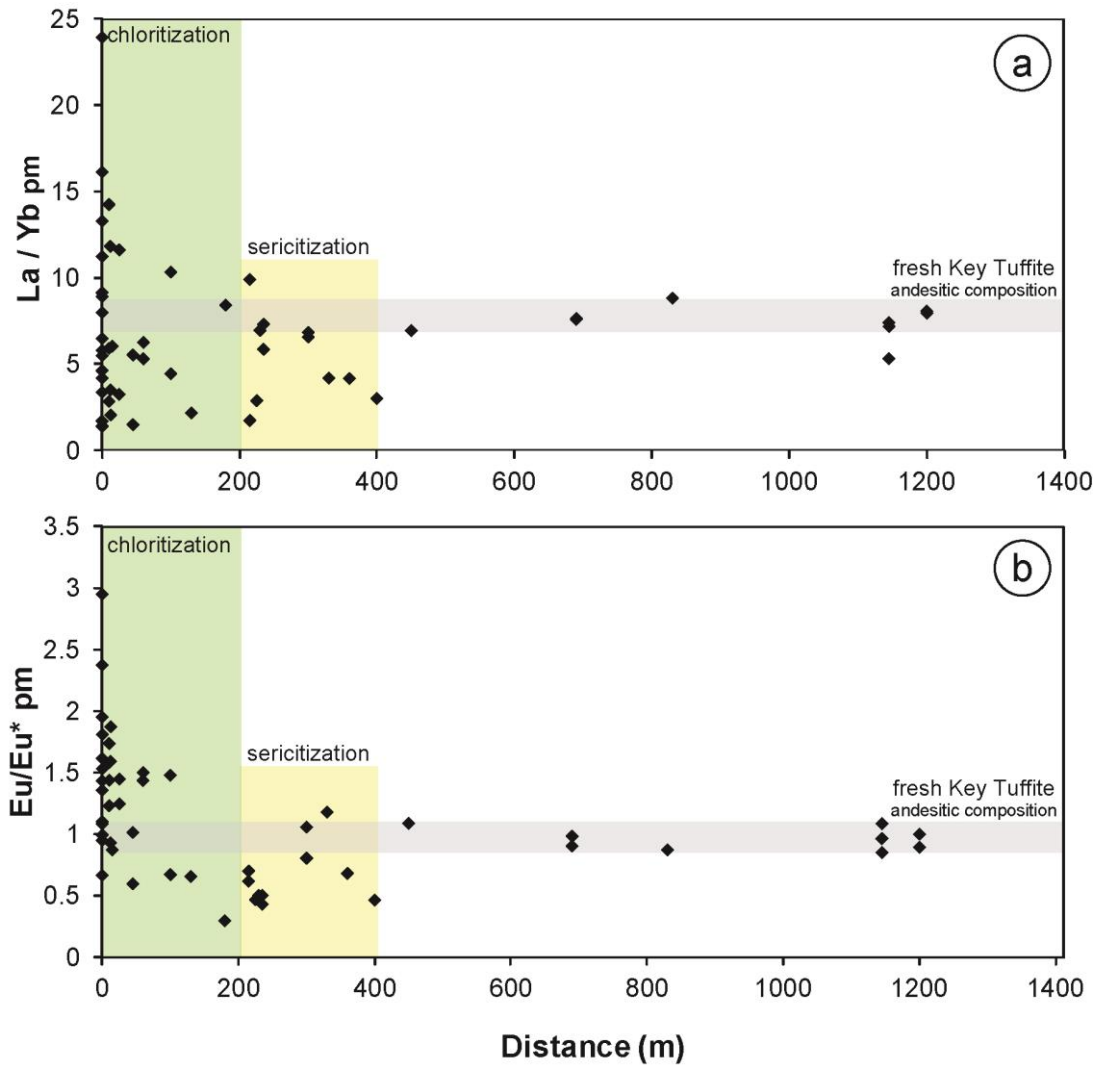 25
chloritization
a
20
15
La / Yb pm
sericitization
10
fresh Key Tuffite
andesitic composition
5
0
0 200 400 600 800 1000 1200 1400
3.5
chloritization
b
3
2.5
2
Eu/Eu* pm
sericitization
1.5
fresh Key Tuffite
andesitic composition
1
0.5
0
0 200 400 600 800 1000 1200 1400
Distance (m)